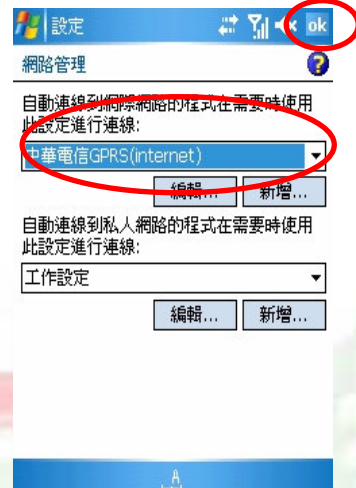 設定
ok
網路管理
自動連線到網際網路的程式在需要時使用
此設定進行連線:
中華電信GPRS(internet)
編輯... 新增...
自動連線到私人網路的程式在需要時使用
此設定進行連線:
工作設定
編輯... 新增...
A